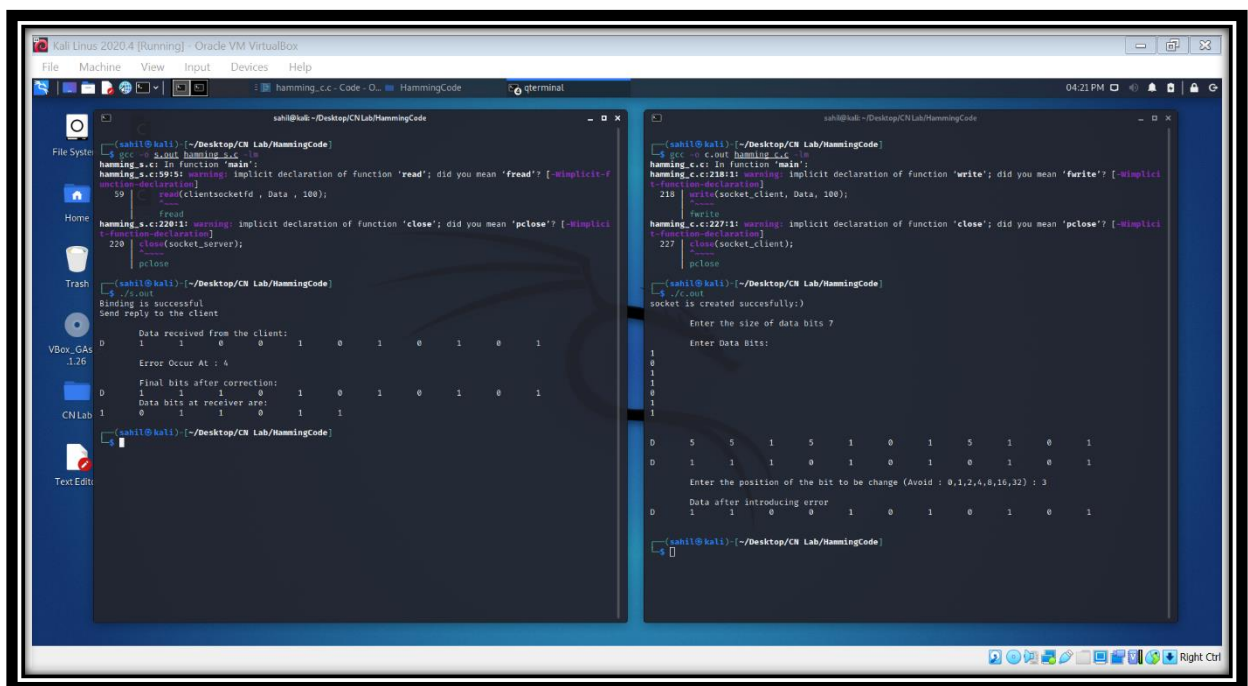 Kali Linus 2020.4 [Running] - Oracle VM VirtualBox
File Machine View Input Devices Help
hamming_c.c - Code - O... HammingCode qterminal 04:21 PM
File Syste
Home
Trash
VBox_GAs
.1.26
CN Lab
Text Edito
sahil@kali: ~/Desktop/CN Lab/HammingCode
(sahil㉿kali)-[~/Desktop/CN Lab/HammingCode]
$ gcc -o s.out hamming_s.c -lm
hamming_s.c: In function ‘main’:
hamming_s.c:59:5: warning: implicit declaration of function ‘read’; did you mean ‘fread’? [-Wimplicit-f
unction-declaration]
59 | read(clientsocketfd , Data , 100);
| ^~~~
| fread
hamming_s.c:220:1: warning: implicit declaration of function ‘close’; did you mean ‘pclose’? [-Wimplici
t-function-declaration]
220 | close(socket_server);
| ^~~~~
| pclose
(sahil㉿kali)-[~/Desktop/CN Lab/HammingCode]
$ ./s.out
Binding is successful
Send reply to the client
Data received from the client:
D 1 1 0 0 1 0 1 0 1 0 1
Error Occur At : 4
Final bits after correction:
D 1 1 1 0 1 0 1 0 1 0 1
Data bits at receiver are:
1 0 1 1 0 1 1
(sahil㉿kali)-[~/Desktop/CN Lab/HammingCode]
$
sahil@kali: ~/Desktop/CN Lab/HammingCode
(sahil㉿kali)-[~/Desktop/CN Lab/HammingCode]
$ gcc -o c.out hamming_c.c -lm
hamming_c.c: In function ‘main’:
hamming_c.c:218:1: warning: implicit declaration of function ‘write’; did you mean ‘fwrite’? [-Wimplici
t-function-declaration]
218 | write(socket_client, Data, 100);
| ^~~~~
| fwrite
hamming_c.c:227:1: warning: implicit declaration of function ‘close’; did you mean ‘pclose’? [-Wimplici
t-function-declaration]
227 | close(socket_client);
| ^~~~~
| pclose
(sahil㉿kali)-[~/Desktop/CN Lab/HammingCode]
$ ./c.out
socket is created succesfully:)
Enter the size of data bits 7
Enter Data Bits:
1
0
1
1
0
1
1
D 5 5 1 5 1 0 1 5 1 0 1
D 1 1 1 0 1 0 1 0 1 0 1
Enter the position of the bit to be change (Avoid : 0,1,2,4,8,16,32) : 3
Data after introducing error
D 1 1 0 0 1 0 1 0 1 0 1
(sahil㉿kali)-[~/Desktop/CN Lab/HammingCode]
$
Right Ctrl